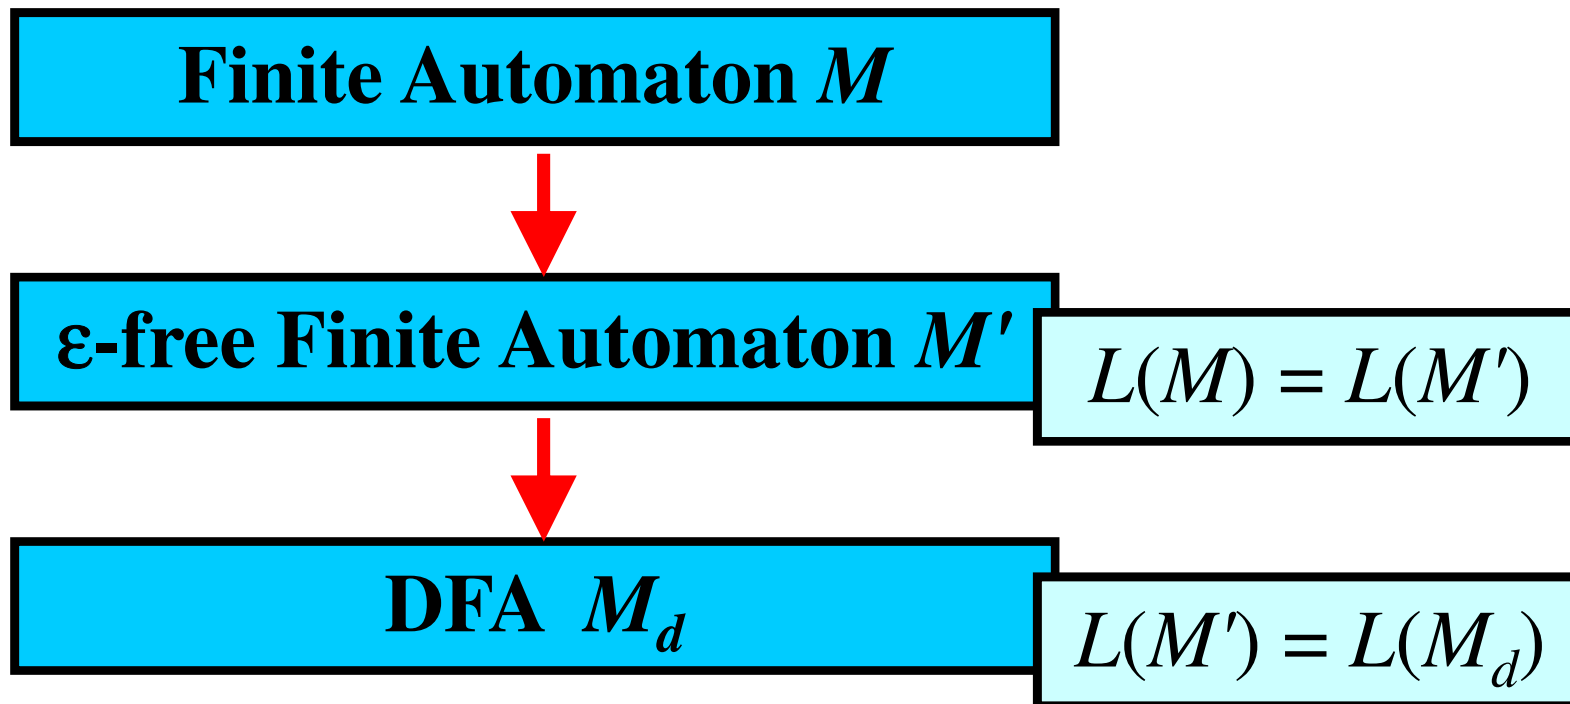 Finite Automaton M
ε-free Finite Automaton M'
L(M) = L(M')
DFA M_d
L(M') = L(M_d)